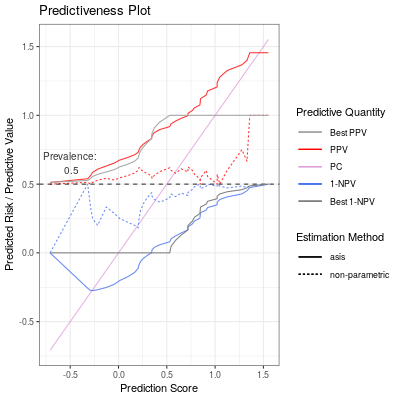 Predictiveness Plot
Predicted Risk / Predictive Value
1.5
1.0
0.5
0.0
-0.5
Prevalence:
0.5
-0.5
0.0
0.5
1.0
1.5
Prediction Score
Predictive Quantity
Best PPV
PPV
PC
1-NPV
Best 1-NPV
Estimation Method
asis
non-parametric